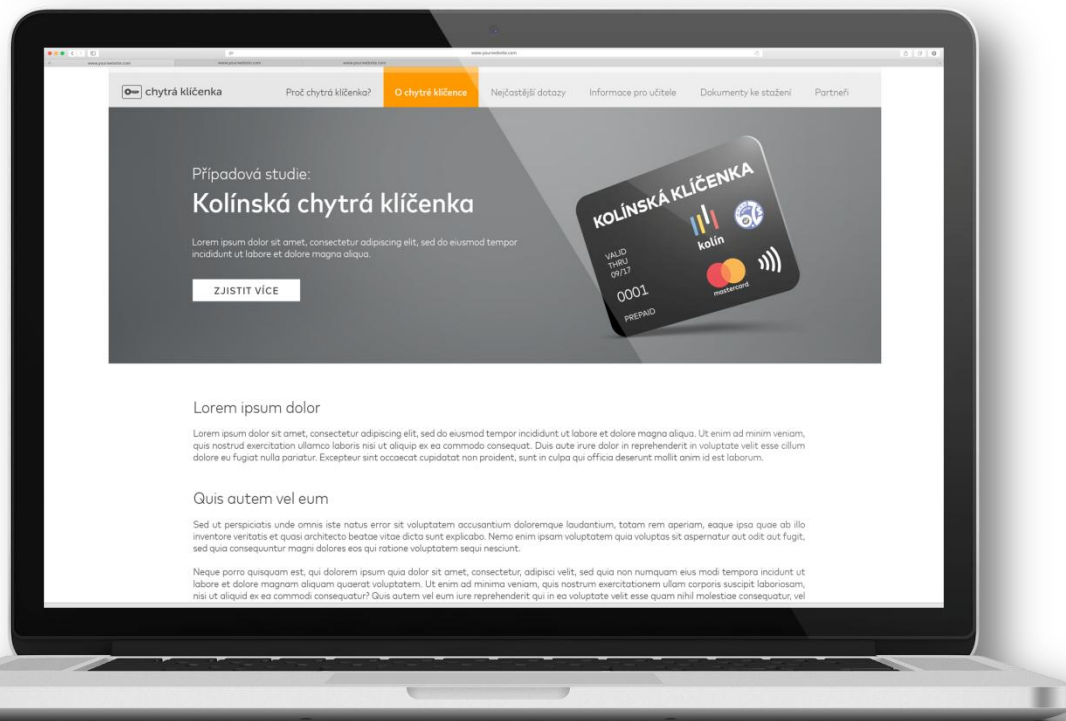 www.yourwebsite.com
www.yourwebsite.com
www.yourwebsite.com
www.yourwebsite.com
chytrá klíčenka
Proč chytrá klíčenka?
O chytré klíčence
Nejčastější dotazy
Informace pro učitele
Dokumenty ke stažení
Partneři
Případová studie:
Kolínská chytrá klíčenka
Lorem ipsum dolor sit amet, consectetur adipiscing elit, sed do eiusmod tempor
incididunt ut labore et dolore magna aliqua.
ZJISTIT VÍCE
KOLÍNSKÁ KLÍČENKA
kolín
VALID
THRU
09/17
0001
PREPAID
mastercard
Lorem ipsum dolor
Lorem ipsum dolor sit amet, consectetur adipiscing elit, sed do eiusmod tempor incididunt ut labore et dolore magna aliqua. Ut enim ad minim veniam,
quis nostrud exercitation ullamco laboris nisi ut aliquip ex ea commodo consequat. Duis aute irure dolor in reprehenderit in voluptate velit esse cillum
dolore eu fugiat nulla pariatur. Excepteur sint occaecat cupidatat non proident, sunt in culpa qui officia deserunt mollit anim id est laborum.
Quis autem vel eum
Sed ut perspiciatis unde omnis iste natus error sit voluptatem accusantium doloremque laudantium, totam rem aperiam, eaque ipsa quae ab illo
inventore veritatis et quasi architecto beatae vitae dicta sunt explicabo. Nemo enim ipsam voluptatem quia voluptas sit aspernatur aut odit aut fugit,
sed quia consequuntur magni dolores eos qui ratione voluptatem sequi nesciunt.
Neque porro quisquam est, qui dolorem ipsum quia dolor sit amet, consectetur, adipisci velit, sed quia non numquam eius modi tempora incidunt ut
labore et dolore magnam aliquam quaerat voluptatem. Ut enim ad minima veniam, quis nostrum exercitationem ullam corporis suscipit laboriosam,
nisi ut aliquid ex ea commodi consequatur? Quis autem vel eum iure reprehenderit qui in ea voluptate velit esse quam nihil molestiae consequatur, vel